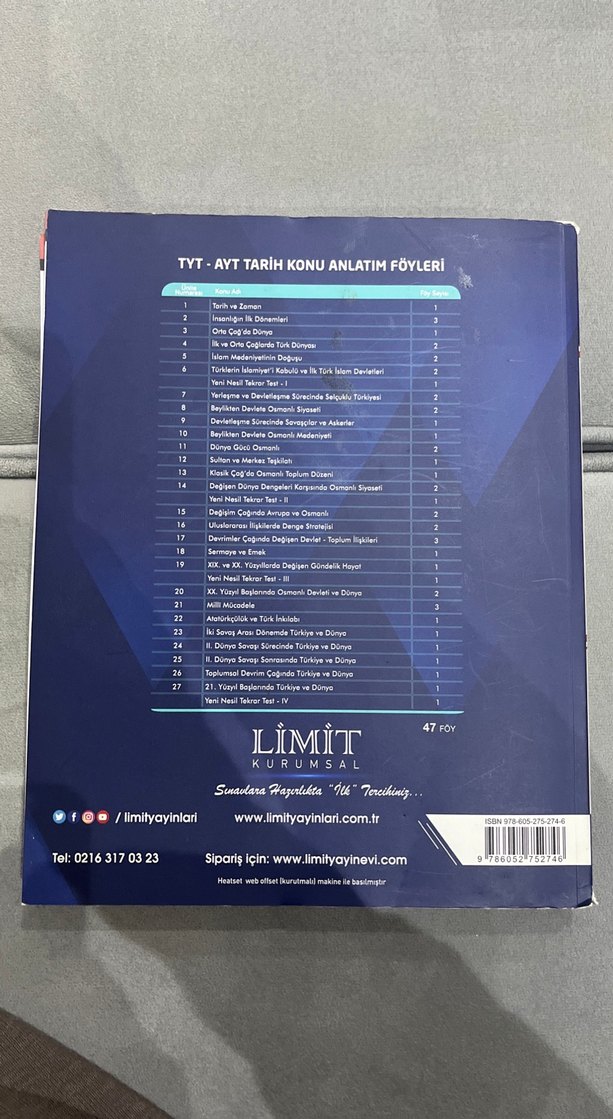 TYT - AYT TARİH KONU ANLATIM FÖYLERİ
Ünite Numarası Konu Adı Föy Sayısı
1 Tarih ve Zaman 1
2 İnsanlığın İlk Dönemleri 3
3 Orta Çağ'da Dünya 1
4 İlk ve Orta Çağlarda Türk Dünyası 2
5 İslam Medeniyetinin Doğuşu 2
6 Türklerin İslamiyet'i Kabulü ve İlk Türk İslam Devletleri 2
Yeni Nesil Tekrar Test - I 1
7 Yerleşme ve Devletleşme Sürecinde Selçuklu Türkiyesi 2
8 Beylikten Devlete Osmanlı Siyaseti 2
9 Devletleşme Sürecinde Savaşçılar ve Askerler 1
10 Beylikten Devlete Osmanlı Medeniyeti 1
11 Dünya Gücü Osmanlı 2
12 Sultan ve Merkez Teşkilatı 1
13 Klasik Çağ'da Osmanlı Toplum Düzeni 1
14 Değişen Dünya Dengeleri Karşısında Osmanlı Siyaseti 2
Yeni Nesil Tekrar Test - II 1
15 Değişim Çağında Avrupa ve Osmanlı 2
16 Uluslararası İlişkilerde Denge Stratejisi 2
17 Devrimler Çağında Değişen Devlet - Toplum İlişkileri 3
18 Sermaye ve Emek 1
19 XIX. ve XX. Yüzyıllarda Değişen Gündelik Hayat 1
Yeni Nesil Tekrar Test - III 1
20 XX. Yüzyıl Başlarında Osmanlı Devleti ve Dünya 2
21 Milli Mücadele 3
22 Atatürkçülük ve Türk İnkılabı 1
23 İki Savaş Arası Dönemde Türkiye ve Dünya 1
24 II. Dünya Savaşı Sürecinde Türkiye ve Dünya 1
25 II. Dünya Savaşı Sonrasında Türkiye ve Dünya 1
26 Toplumsal Devrim Çağında Türkiye ve Dünya 1
27 21. Yüzyıl Başlarında Türkiye ve Dünya 1
Yeni Nesil Tekrar Test - IV 1
47 FÖY
LİMİT
KURUMSAL
Sınavlara Hazırlıkta "İlk" Tercihiniz...
/ limityayinlari www.limityayinlari.com.tr
ISBN 978-605-275-274-6
9 786052 752746
Tel: 0216 317 03 23 Sipariş için: www.limityayinevi.com
Heatset web offset (kurutmalı) makine ile basılmıştır